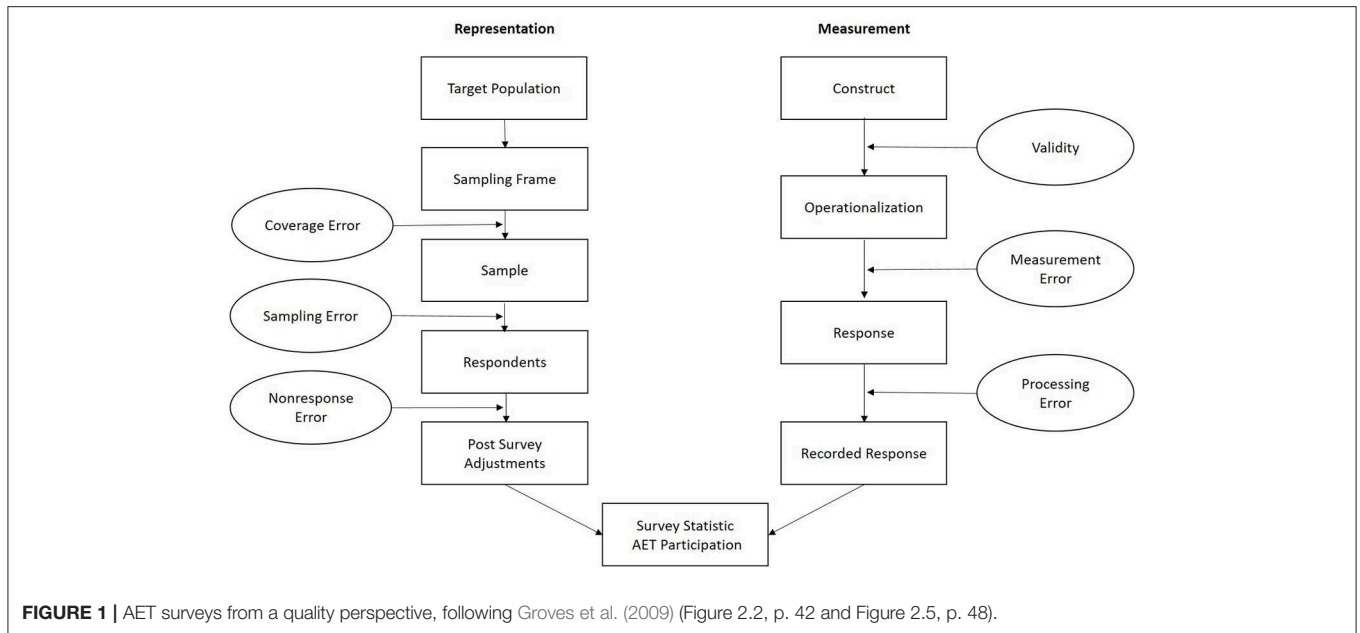 Representation
Target Population
Sampling Frame
Coverage Error
Sample
Sampling Error
Respondents
Nonresponse
Error
Post Survey
Adjustments
Measurement
Construct
Validity
Operationalization
Measurement
Error
Response
Processing
Error
Recorded Response
Survey Statistic
AET Participation
FIGURE 1 | AET surveys from a quality perspective, following Groves et al. (2009) (Figure 2.2, p. 42 and Figure 2.5, p. 48).